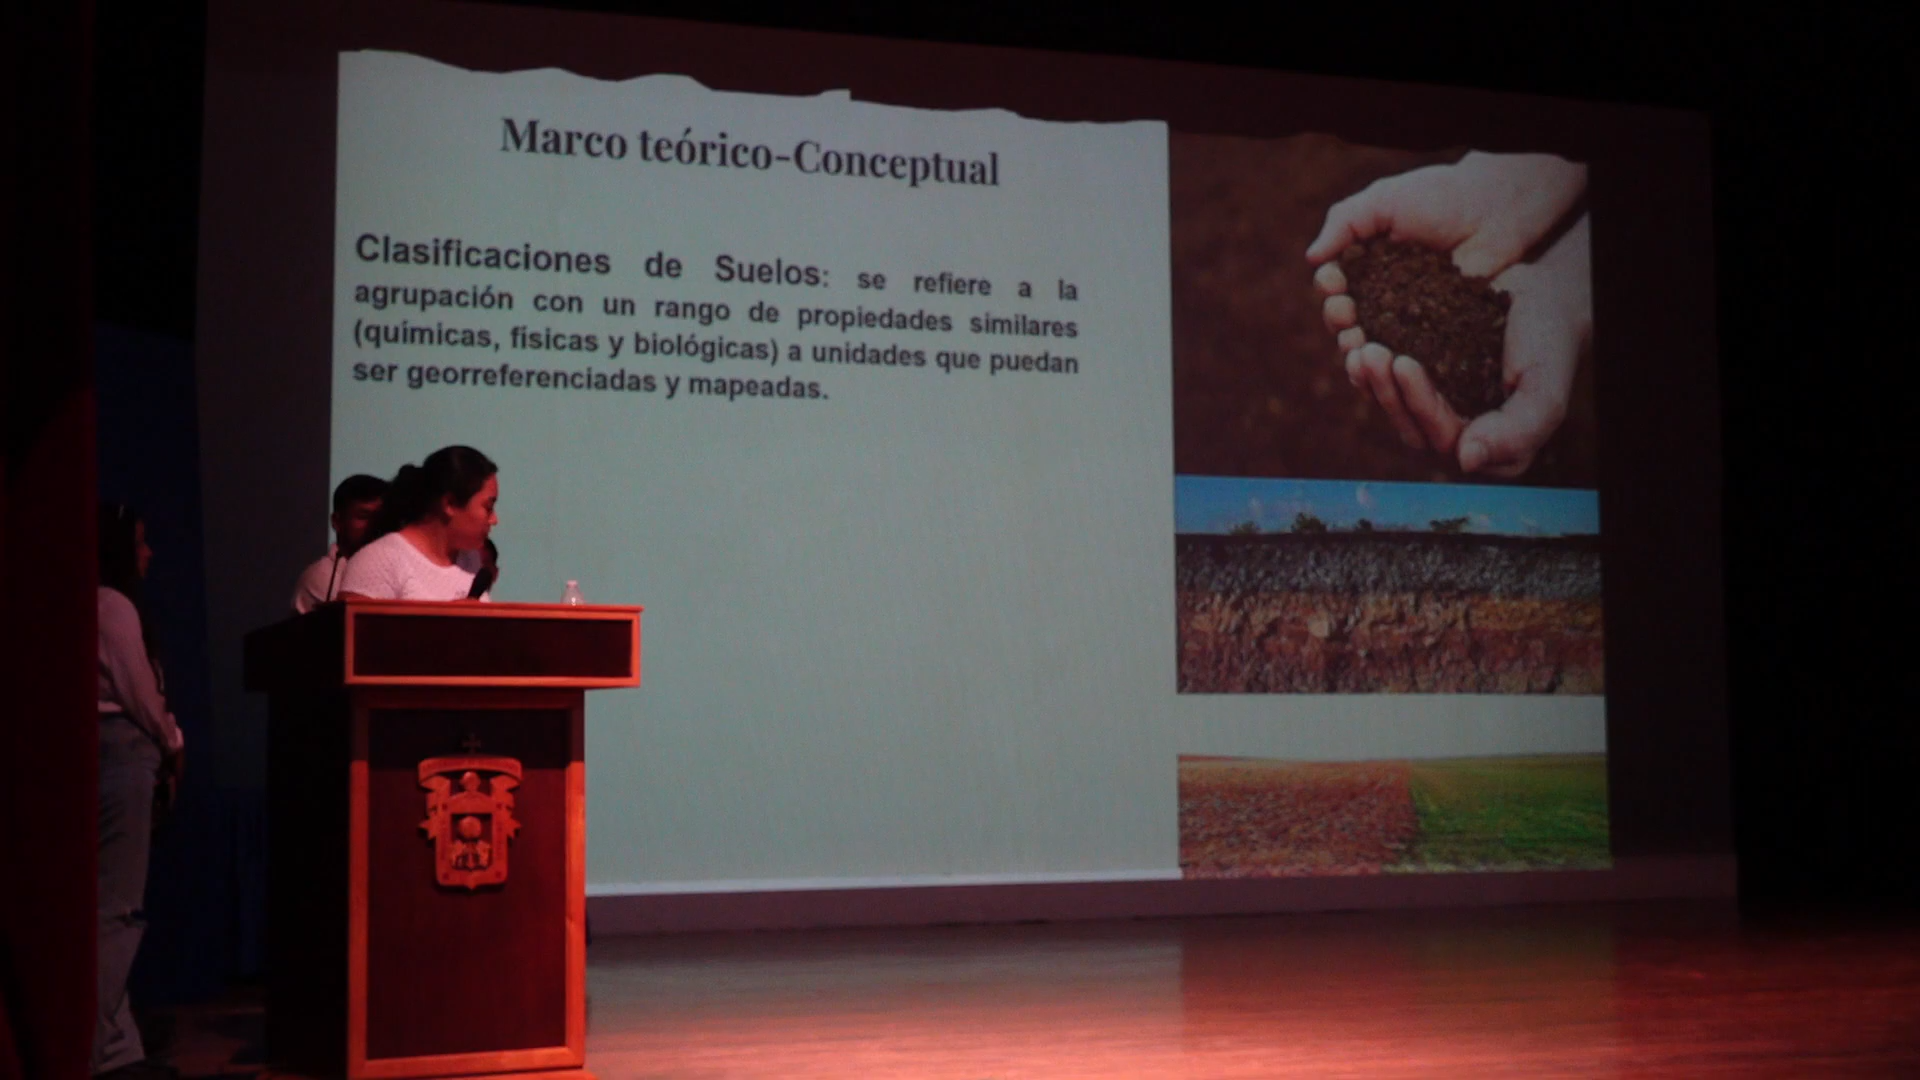 Marco teórico-Conceptual
Clasificaciones de Suelos: se refiere a la
agrupación con un rango de propiedades similares
(químicas, físicas y biológicas) a unidades que puedan
ser georreferenciadas y mapeadas.